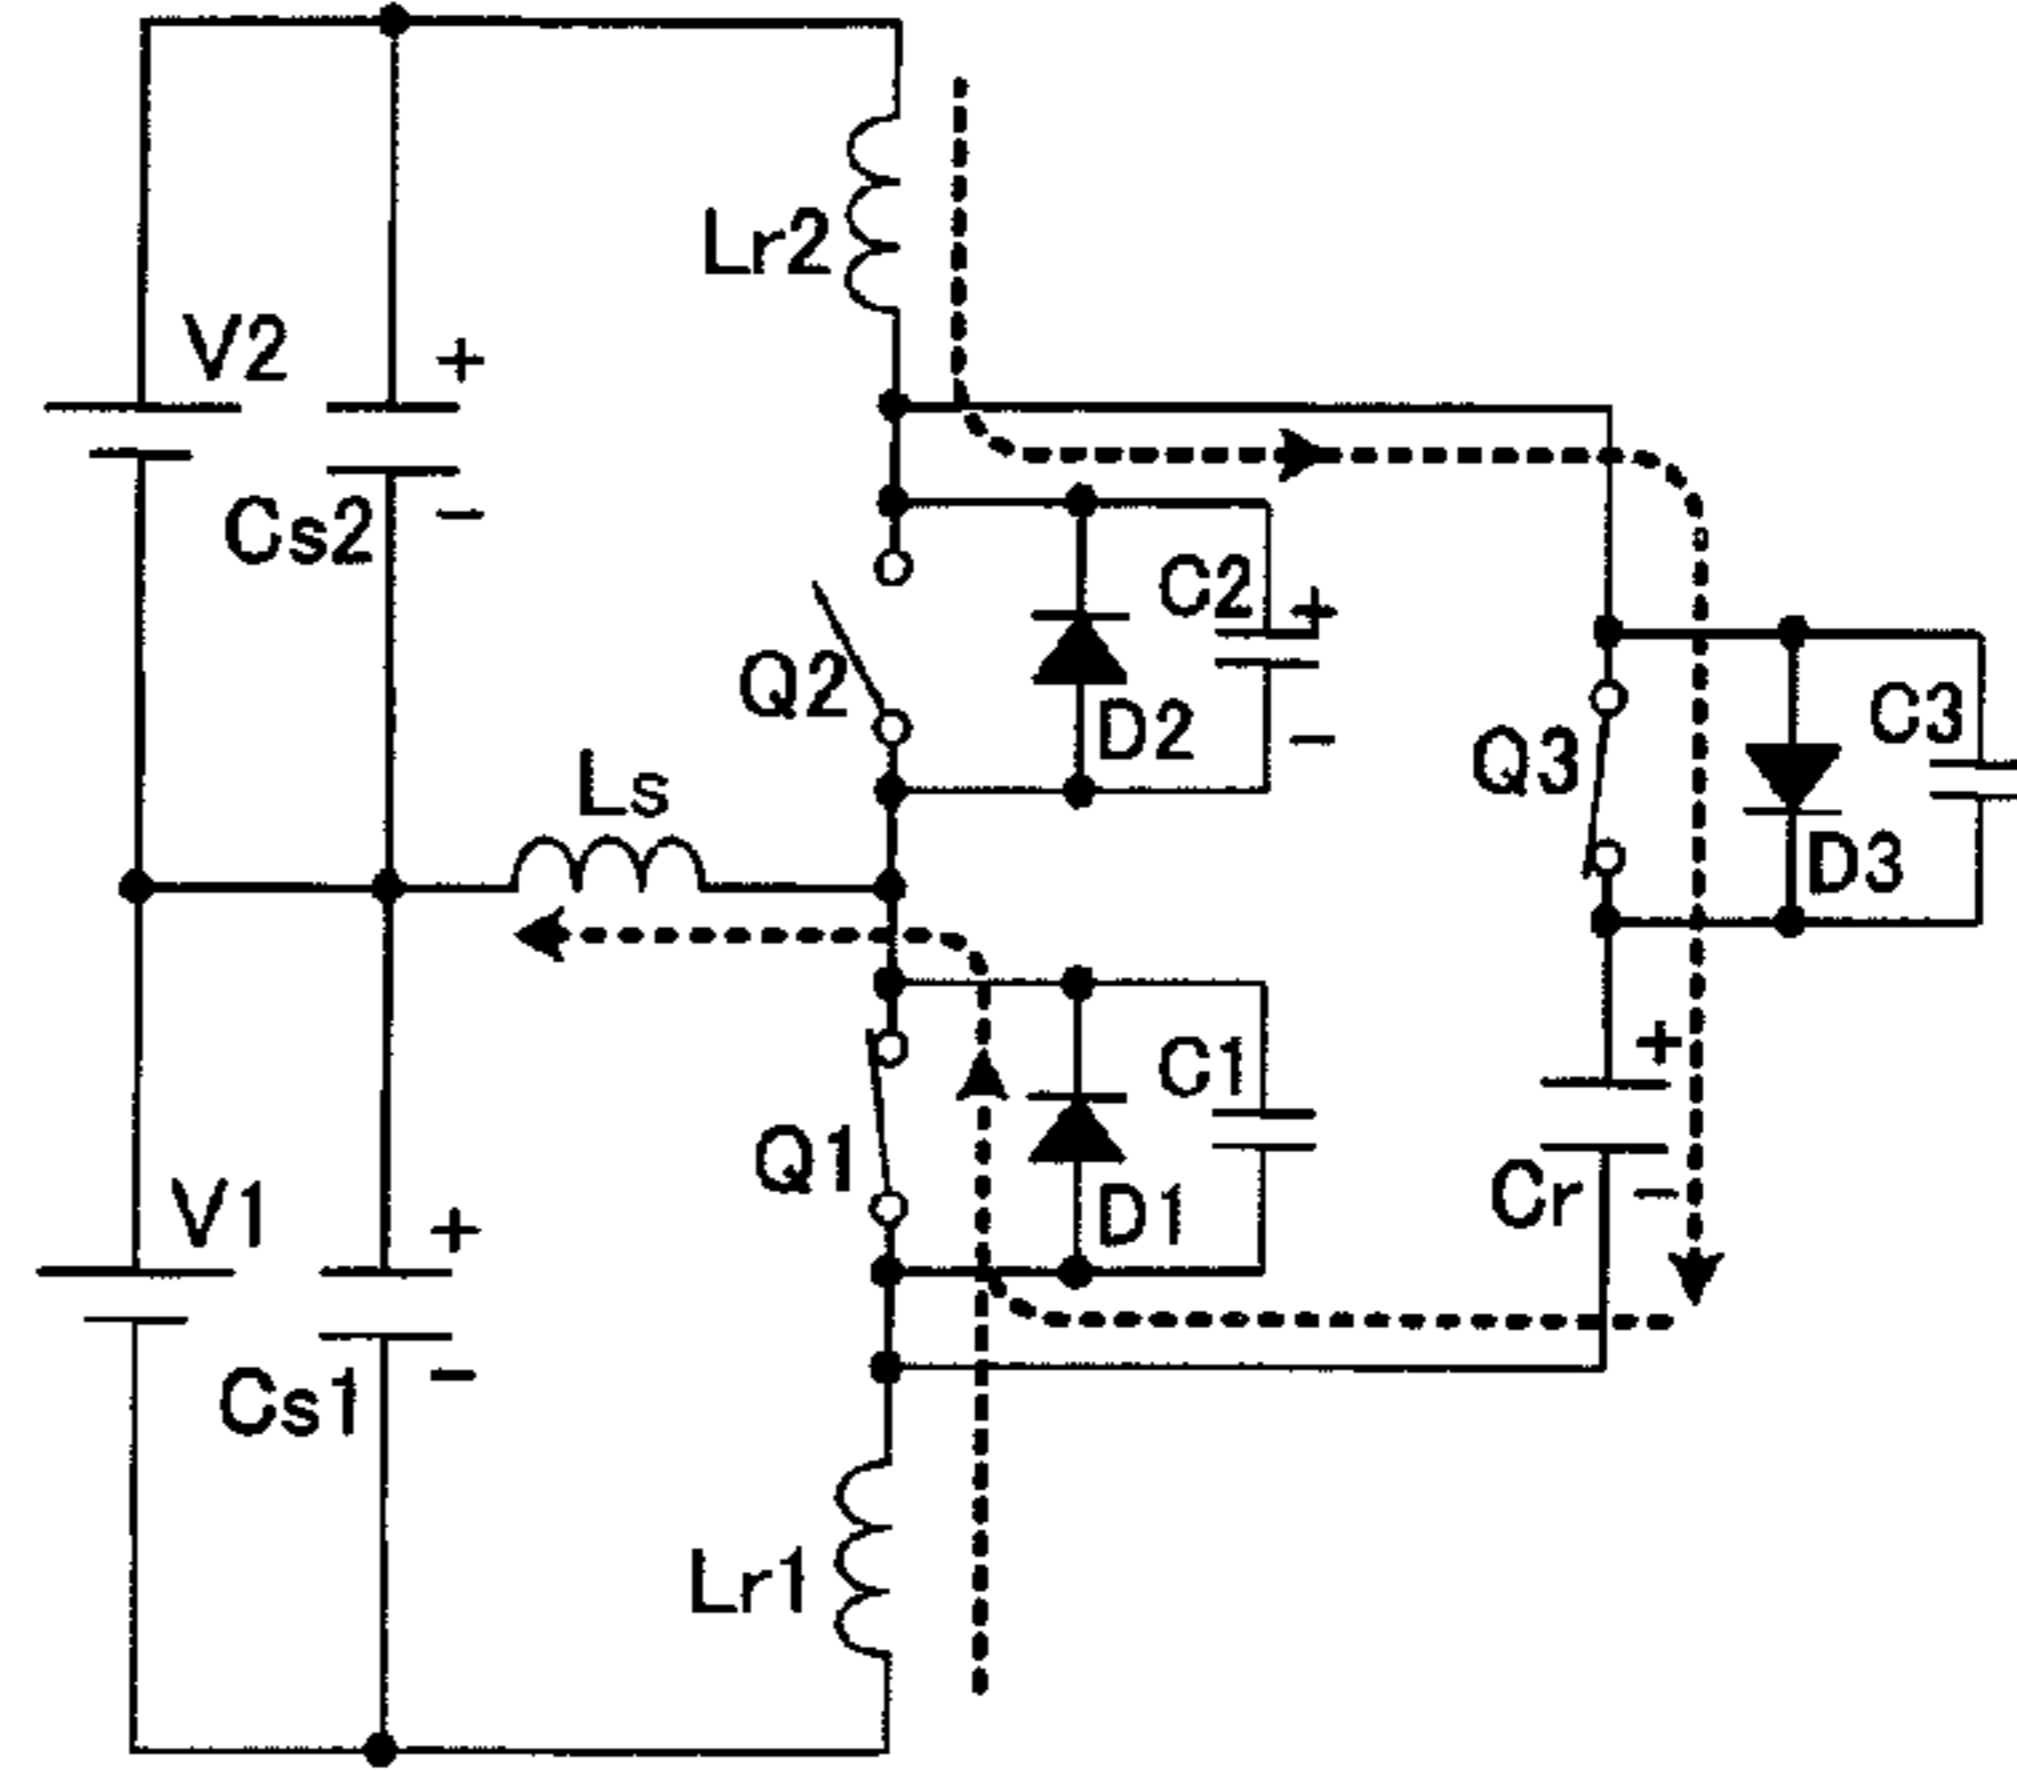 Lr2
V2
+
Cs2
−
C2
+
Q2
D2
−
C3
Q3
D3
Ls
C1
+
Q1
D1
Cr
−
V1
+
Cs1
−
Lr1